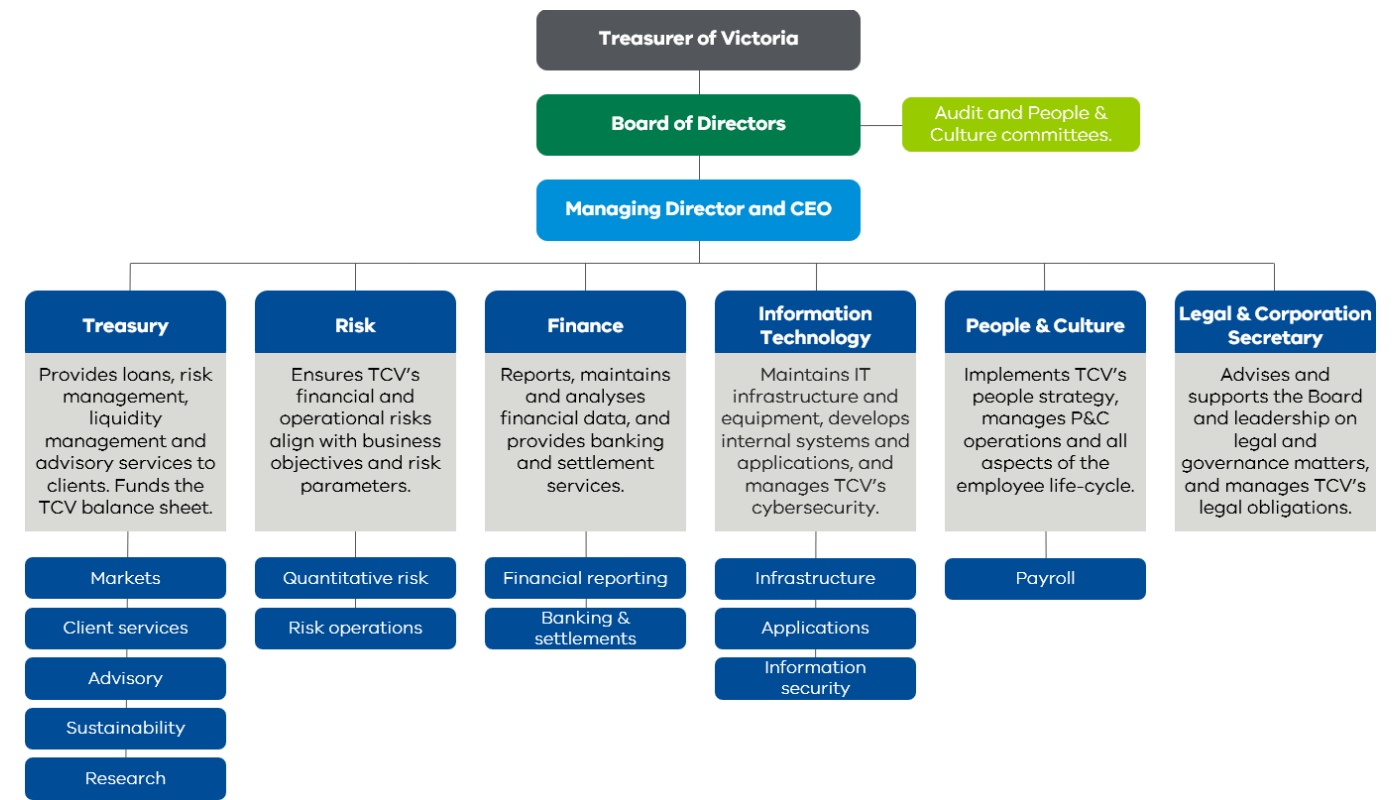 Treasurer of Victoria
Board of Directors
Audit and People &
Culture committees.
Managing Director and CEO
Treasury
Provides loans, risk
management,
liquidity
management and
advisory services to
clients. Funds the
TCV balance sheet.
Markets
Client services
Advisory
Sustainability
Research
Risk
Ensures TCV's
financial and
operational risks
align with business
objectives and risk
parameters.
Quantitative risk
Risk operations
Finance
Reports, maintains
and analyses
financial data, and
provides banking
and settlement
services.
Financial reporting
Banking &
settlements
Information
Technology
Maintains IT
infrastructure and
equipment, develops
internal systems and
applications, and
manages TCV's
cybersecurity.
Infrastructure
Applications
Information
security
People & Culture
Implements TCV's
people strategy,
manages P&C
operations and all
aspects of the
employee life-cycle.
Payroll
Legal & Corporation
Secretary
Advises and
supports the Board
and leadership on
legal and
governance matters,
and manages TCV's
legal obligations.